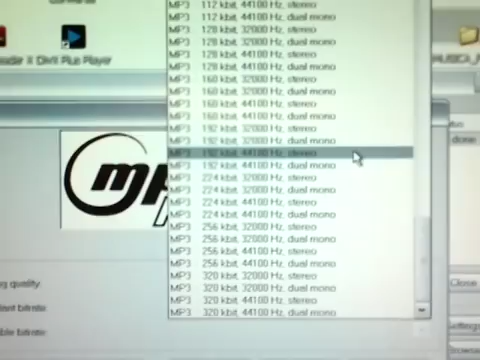 MP3 112 kbit, 44100 Hz, stereo
MP3 112 kbit, 44100 Hz, dual mono
MP3 128 kbit, 32000 Hz, stereo
MP3 128 kbit, 32000 Hz, dual mono
MP3 128 kbit, 44100 Hz, stereo
MP3 128 kbit, 44100 Hz, dual mono
MP3 160 kbit, 32000 Hz, stereo
MP3 160 kbit, 32000 Hz, dual mono
MP3 160 kbit, 44100 Hz, stereo
MP3 160 kbit, 44100 Hz, dual mono
MP3 192 kbit, 32000 Hz, stereo
MP3 192 kbit, 32000 Hz, dual mono
MP3 192 kbit, 44100 Hz, stereo
MP3 192 kbit, 44100 Hz, dual mono
MP3 224 kbit, 32000 Hz, stereo
MP3 224 kbit, 32000 Hz, dual mono
MP3 224 kbit, 44100 Hz, stereo
MP3 224 kbit, 44100 Hz, dual mono
MP3 256 kbit, 32000 Hz, stereo
MP3 256 kbit, 32000 Hz, dual mono
MP3 256 kbit, 44100 Hz, stereo
MP3 256 kbit, 44100 Hz, dual mono
MP3 320 kbit, 32000 Hz, stereo
MP3 320 kbit, 32000 Hz, dual mono
MP3 320 kbit, 44100 Hz, stereo
MP3 320 kbit, 44100 Hz, dual mono
DivX Plus Player
mp
quality
bitrate
bitrate
Close